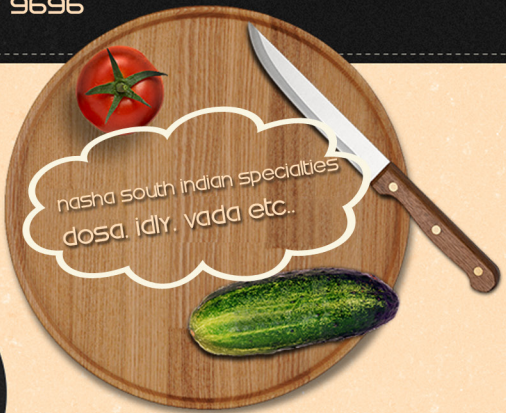 9696
nasha south indian specialties
dosa, idly, vada etc..